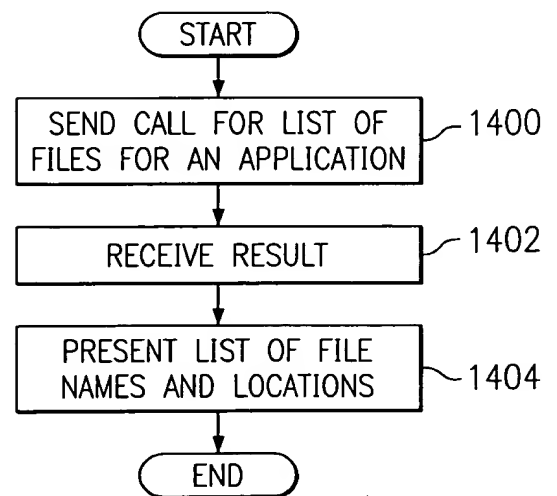 START
SEND CALL FOR LIST OF
FILES FOR AN APPLICATION
1400
RECEIVE RESULT
1402
PRESENT LIST OF FILE
NAMES AND LOCATIONS
1404
END